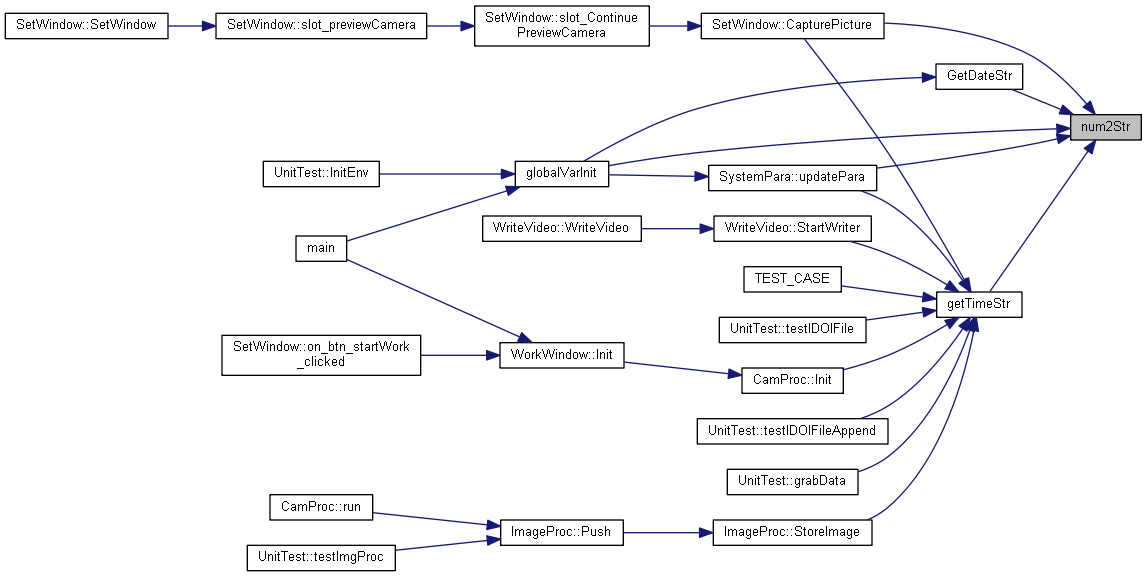 SetWindow::SetWindow
SetWindow::slot_previewCamera
SetWindow::slot_Continue
PreviewCamera
SetWindow::CapturePicture
GetDateStr
num2Str
UnitTest::InitEnv
globalVarInit
SystemPara::updatePara
WriteVideo::WriteVideo
WriteVideo::StartWriter
main
TEST_CASE
getTimeStr
UnitTest::testIDOIFile
SetWindow::on_btn_startWork
_clicked
WorkWindow::Init
CamProc::Init
UnitTest::testIDOIFileAppend
UnitTest::grabData
CamProc::run
ImageProc::Push
ImageProc::StoreImage
UnitTest::testImgProc